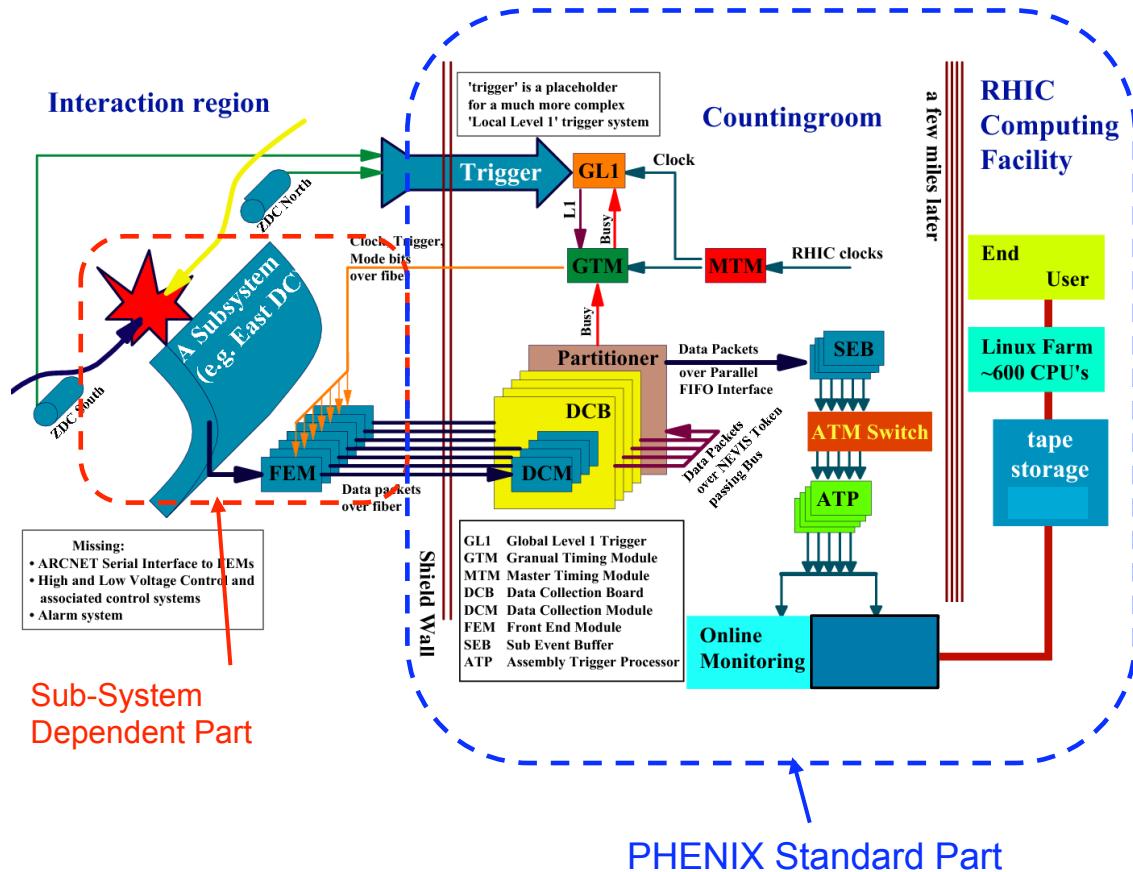 Interaction region
'trigger' is a placeholder
for a much more complex
'Local Level 1' trigger system
Countingroom
a few miles later
RHIC
Computing
Facility
Trigger
GL1
Clock
ZDC North
L1
Busy
Clock, Trigger,
Mode bits
over fiber
GTM
MTM
RHIC clocks
End
User
A Subsystem
(e.g. East DC
Busy
Partitioner
Data Packets
over Parallel
FIFO Interface
SEB
Linux Farm
~600 CPU's
ZDC South
DCB
ATM Switch
FEM
DCM
Data Packets
over NEVIS Token
passing Bus
tape
storage
Data packets
over fiber
ATP
Missing:
• ARCNET Serial Interface to FEMs
• High and Low Voltage Control and
associated control systems
• Alarm system
Shield Wall
GL1 Global Level 1 Trigger
GTM Granual Timing Module
MTM Master Timing Module
DCB Data Collection Board
DCM Data Collection Module
FEM Front End Module
SEB Sub Event Buffer
ATP Assembly Trigger Processor
Online
Monitoring
Sub-System
Dependent Part
PHENIX Standard Part